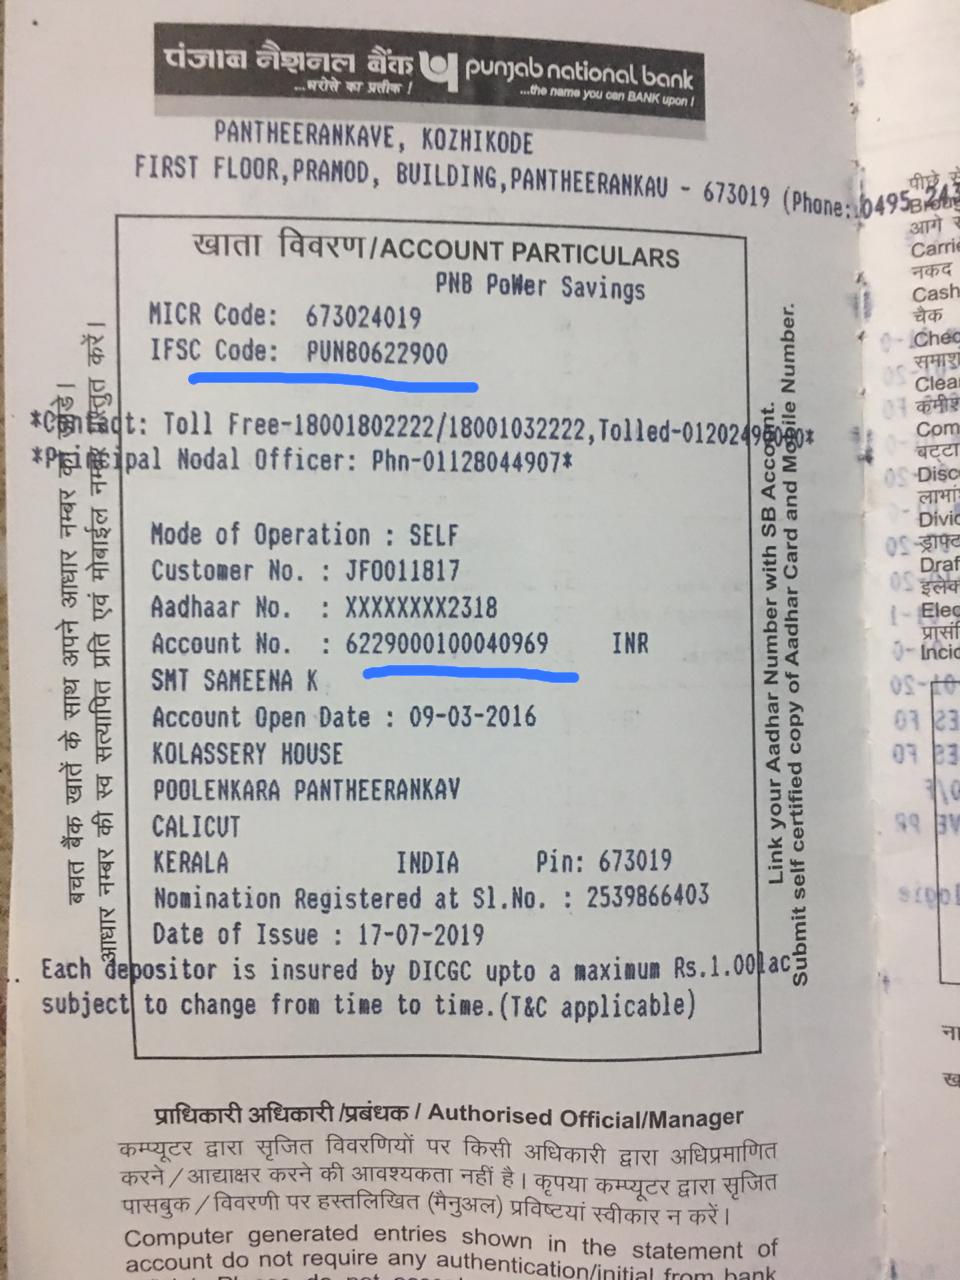 पंजाब नैशनल बैंक punjab national bank
...भरोसे का प्रतीक ! ...the name you can BANK upon !
PANTHEERANKAVE, KOZHIKODE
FIRST FLOOR,PRAMOD, BUILDING,PANTHEERANKAU - 673019 (Phone:0495 243
खाता विवरण/ACCOUNT PARTICULARS
PNB PoWer Savings
MICR Code: 673024019
IFSC Code: PUNB0622900
*Contact: Toll Free-18001802222/18001032222,Tolled-01202490000*
*Principal Nodal Officer: Phn-01128044907*
Mode of Operation : SELF
Customer No. : JF0011817
Aadhaar No. : XXXXXXXX2318
Account No. : 6229000100040969 INR
SMT SAMEENA K
Account Open Date : 09-03-2016
KOLASSERY HOUSE
POOLENKARA PANTHEERANKAV
CALICUT
KERALA INDIA Pin: 673019
Nomination Registered at Sl.No. : 2539866403
Date of Issue : 17-07-2019
Each depositor is insured by DICGC upto a maximum Rs.1.00lac
subject to change from time to time.(T&C applicable)
बचत बैंक खातें के साथ अपने आधार नम्बर को जोडे।
आधार नम्बर की स्व सत्यापित प्रति एवं मोबाईल नम्बर प्रस्तुत करें।
Link your Aadhar Number with SB Account.
Submit self certified copy of Aadhar Card and Mobile Number.
प्राधिकारी अधिकारी /प्रबंधक / Authorised Official/Manager
कम्प्यूटर द्वारा सृजित विवरणियों पर किसी अधिकारी द्वारा अधिप्रमाणित
करने / आद्याक्षर करने की आवश्यकता नहीं है। कृपया कम्प्यूटर द्वारा सृजित
पासबुक / विवरणी पर हस्तलिखित (मैनुअल) प्रविष्टयां स्वीकार न करें।
Computer generated entries shown in the statement of
account do not require any authentication/initial from bank
पीछे से
आगे
Carrie
नकद
Cash
चैक
Cheq
समाशो
Clear
कमीश
Com
बट्टा
Disco
लाभां
Divid
ड्राफ्ट
Draf
इलेक
Elec
प्रासंगि
Incid